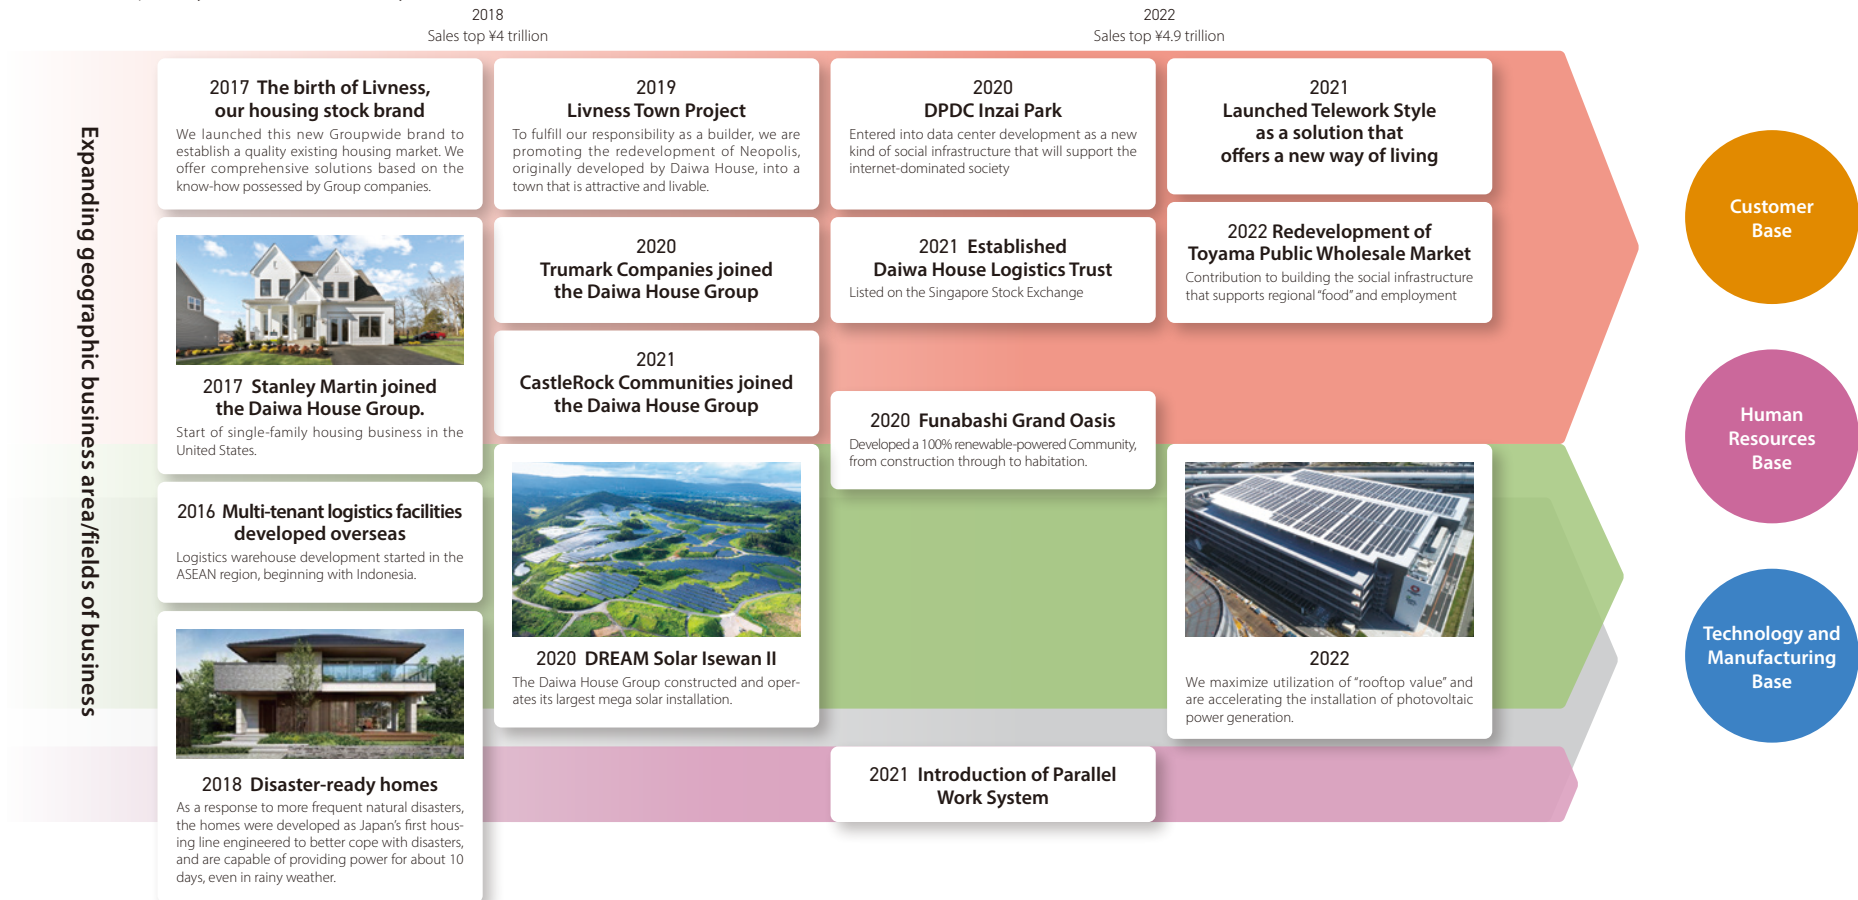 2018
Sales top ¥4 trillion
2022
Sales top ¥4.9 trillion
Expanding geographic business area/fields of business
2017 The birth of Livness,
our housing stock brand
We launched this new Groupwide brand to
establish a quality existing housing market. We
offer comprehensive solutions based on the
know-how possessed by Group companies.
2017 Stanley Martin joined
the Daiwa House Group.
Start of single-family housing business in the
United States.
2016 Multi-tenant logistics facilities
developed overseas
Logistics warehouse development started in the
ASEAN region, beginning with Indonesia.
2018 Disaster-ready homes
As a response to more frequent natural disasters,
the homes were developed as Japan's first hous-
ing line engineered to better cope with disasters,
and are capable of providing power for about 10
days, even in rainy weather.
2019
Livness Town Project
To fulfill our responsibility as a builder, we are
promoting the redevelopment of Neopolis,
originally developed by Daiwa House, into a
town that is attractive and livable.
2020
Trumark Companies joined
the Daiwa House Group
2021
CastleRock Communities joined
the Daiwa House Group
2020 DREAM Solar Isewan II
The Daiwa House Group constructed and oper-
ates its largest mega solar installation.
2020
DPDC Inzai Park
Entered into data center development as a new
kind of social infrastructure that will support the
internet-dominated society
2021 Established
Daiwa House Logistics Trust
Listed on the Singapore Stock Exchange
2020 Funabashi Grand Oasis
Developed a 100% renewable-powered Community,
from construction through to habitation.
2021 Introduction of Parallel
Work System
2021
Launched Telework Style
as a solution that
offers a new way of living
2022 Redevelopment of
Toyama Public Wholesale Market
Contribution to building the social infrastructure
that supports regional “food” and employment
2022
We maximize utilization of “rooftop value” and
are accelerating the installation of photovoltaic
power generation.
Customer
Base
Human
Resources
Base
Technology and
Manufacturing
Base